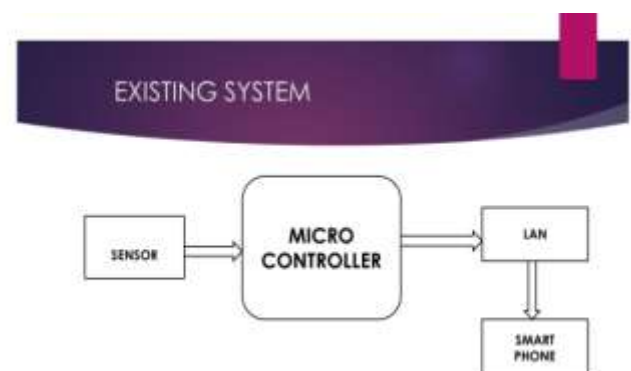 EXISTING SYSTEM
SENSOR
MICRO
CONTROLLER
LAN
SMART
PHONE